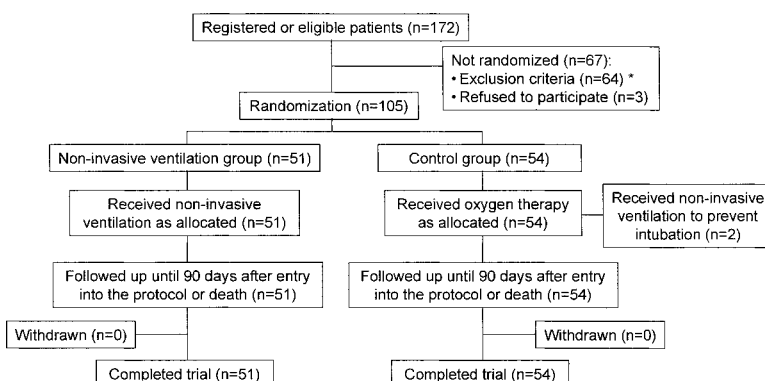 Registered or eligible patients (n=172)
Not randomized (n=67):
• Exclusion criteria (n=64) *
• Refused to participate (n=3)
Randomization (n=105)
Non-invasive ventilation group (n=51)
Control group (n=54)
Received non-invasive
ventilation as allocated (n=51)
Received oxygen therapy
as allocated (n=54)
Received non-invasive
ventilation to prevent
intubation (n=2)
Followed up until 90 days after entry
into the protocol or death (n=51)
Followed up until 90 days after entry
into the protocol or death (n=54)
Withdrawn (n=0)
Withdrawn (n=0)
Completed trial (n=51)
Completed trial (n=54)